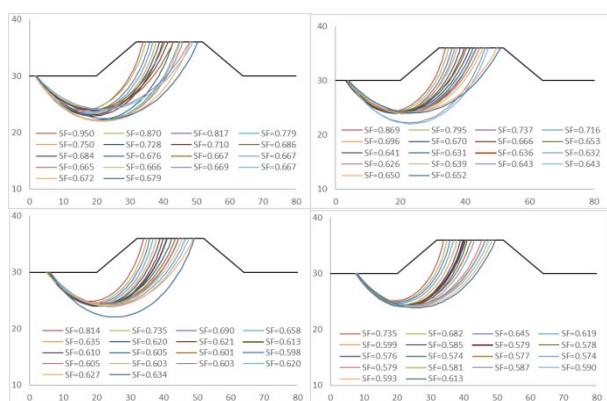 40
30
20
10
SF=0.950 SF=0.870 SF=0.817 SF=0.779
SF=0.750 SF=0.728 SF=0.710 SF=0.686
SF=0.684 SF=0.676 SF=0.667 SF=0.667
SF=0.665 SF=0.666 SF=0.669 SF=0.667
SF=0.672 SF=0.679
0 10 20 30 40 50 60 70 80
40
30
20
10
SF=0.869 SF=0.795 SF=0.737 SF=0.716
SF=0.696 SF=0.670 SF=0.666 SF=0.653
SF=0.641 SF=0.631 SF=0.636 SF=0.632
SF=0.626 SF=0.639 SF=0.643 SF=0.643
SF=0.650 SF=0.652
0 20 40 60 80
40
30
20
10
SF=0.814 SF=0.735 SF=0.690 SF=0.658
SF=0.635 SF=0.620 SF=0.621 SF=0.613
SF=0.610 SF=0.605 SF=0.601 SF=0.598
SF=0.605 SF=0.603 SF=0.603 SF=0.620
SF=0.627 SF=0.634
0 10 20 30 40 50 60 70 80
40
30
20
10
SF=0.735 SF=0.682 SF=0.645 SF=0.619
SF=0.599 SF=0.585 SF=0.579 SF=0.578
SF=0.576 SF=0.574 SF=0.577 SF=0.574
SF=0.579 SF=0.581 SF=0.587 SF=0.590
SF=0.593 SF=0.613
0 10 20 30 40 50 60 70 80